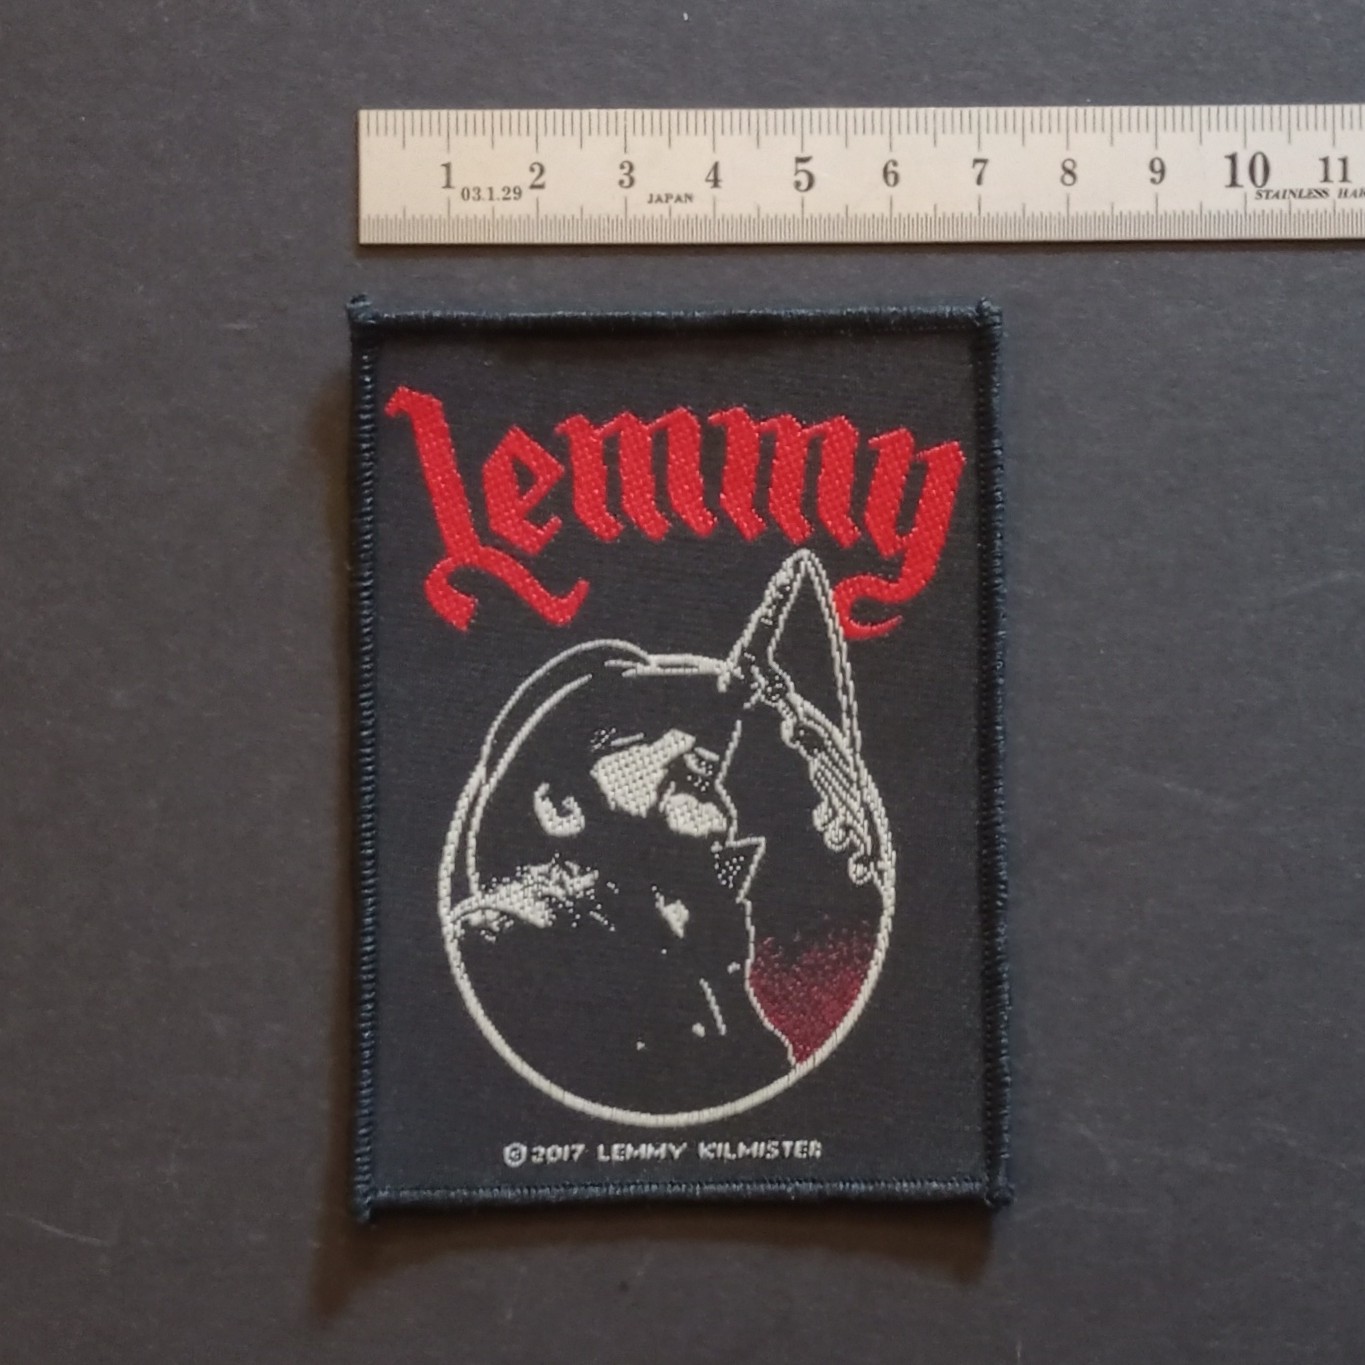 1 2 3 4 5 6 7 8 9 10 11
03.1.29 JAPAN STAINLESS
Lemmy
©2017 LEMMY KILMISTER